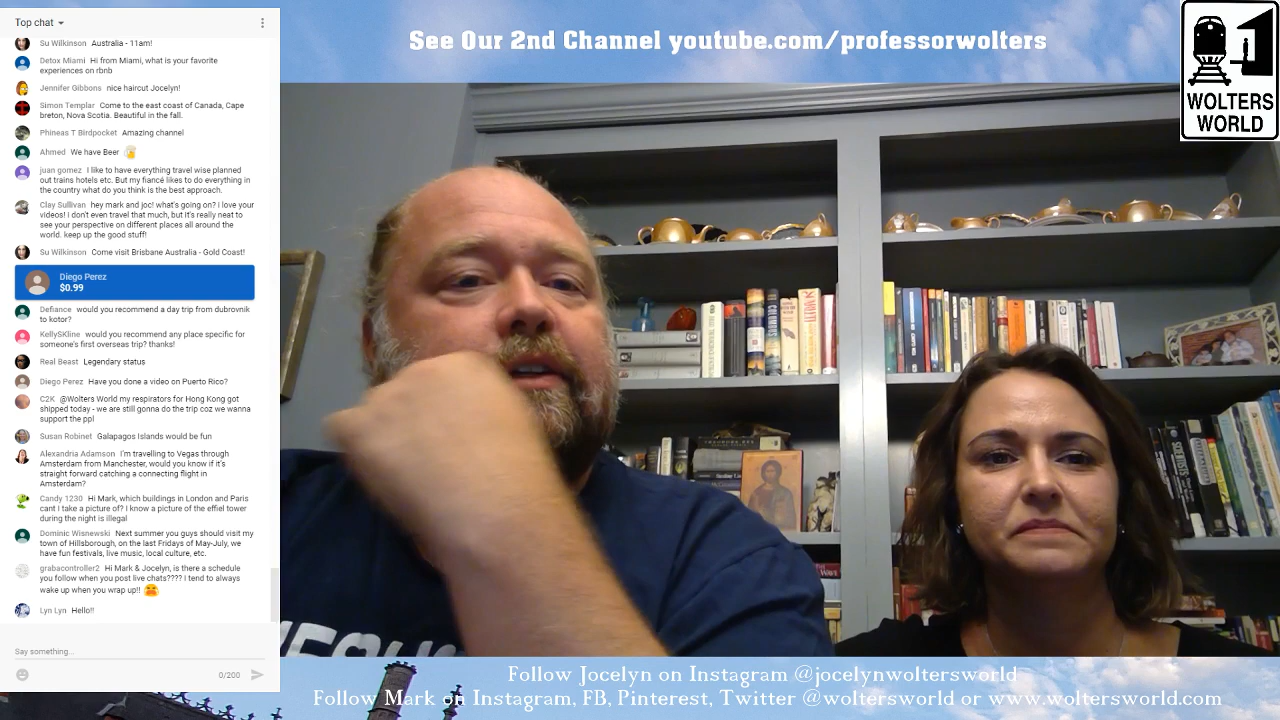 Top chat
Su Wilkinson Australia - 11am!
Detox Miami Hi from Miami, what is your favorite
experiences on rbnb
Jennifer Gibbons nice haircut Jocelyn!
Simon Templar Come to the east coast of Canada, Cape
breton, Nova Scotia. Beautiful in the fall.
Phineas T Birdpocket Amazing channel
Ahmed We have Beer
juan gomez I like to have everything travel wise planned
out trains hotels etc. But my fiancé likes to do everything in
the country what do you think is the best approach.
Clay Sullivan hey mark and joc! what's going on? i love your
videos! i don't even travel that much, but it's really neat to
see your perspective on different places all around the
world. keep up the good stuff!
Su Wilkinson Come visit Brisbane Australia - Gold Coast!
Diego Perez
$0.99
Defiance would you recommend a day trip from dubrovnik
to kotor?
KellySKline would you recommend any place specific for
someone's first overseas trip? thanks!
Real Beast Legendary status
Diego Perez Have you done a video on Puerto Rico?
C2K @Wolters World my respirators for Hong Kong got
shipped today - we are still gonna do the trip coz we wanna
support the ppl
Susan Robinet Galapagos Islands would be fun
Alexandria Adamson I'm travelling to Vegas through
Amsterdam from Manchester, would you know if it's
straight forward catching a connecting flight in
Amsterdam?
Candy 1230 Hi Mark, which buildings in London and Paris
cant I take a picture of? I know a picture of the effiel tower
during the night is illegal
Dominic Wisnewski Next summer you guys should visit my
town of Hillsborough, on the last Fridays of May-July, we
have fun festivals, live music, local culture, etc.
grabacontroller2 Hi Mark & Jocelyn, is there a schedule
you follow when you post live chats???? I tend to always
wake up when you wrap up!!
Lyn Lyn Hello!!
Say something...
0/200
See Our 2nd Channel youtube.com/professorwolters
WOLTERS
WORLD
Follow Jocelyn on Instagram @jocelynwoltersworld
Follow Mark on Instagram, FB, Pinterest, Twitter @woltersworld or www.woltersworld.com